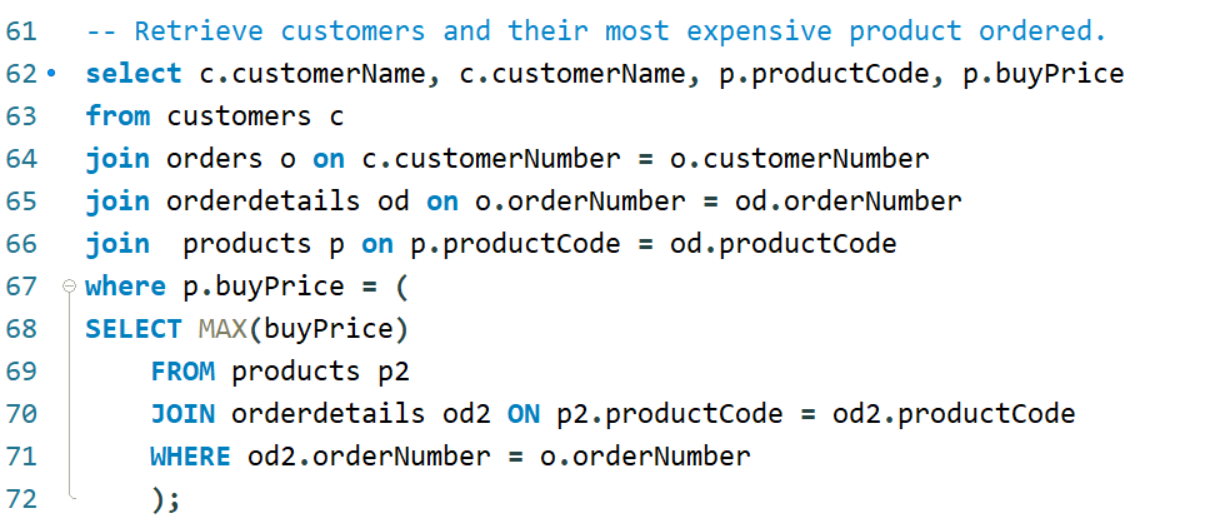 61 -- Retrieve customers and their most expensive product ordered.
62 select c.customerName, c.customerName, p.productCode, p.buyPrice
63 from customers c
64 join orders o on c.customerNumber = o.customerNumber
65 join orderdetails od on o.orderNumber = od.orderNumber
66 join  products p on p.productCode = od.productCode
67 where p.buyPrice = (
68 SELECT MAX(buyPrice)
69     FROM products p2
70     JOIN orderdetails od2 ON p2.productCode = od2.productCode
71     WHERE od2.orderNumber = o.orderNumber
72     );